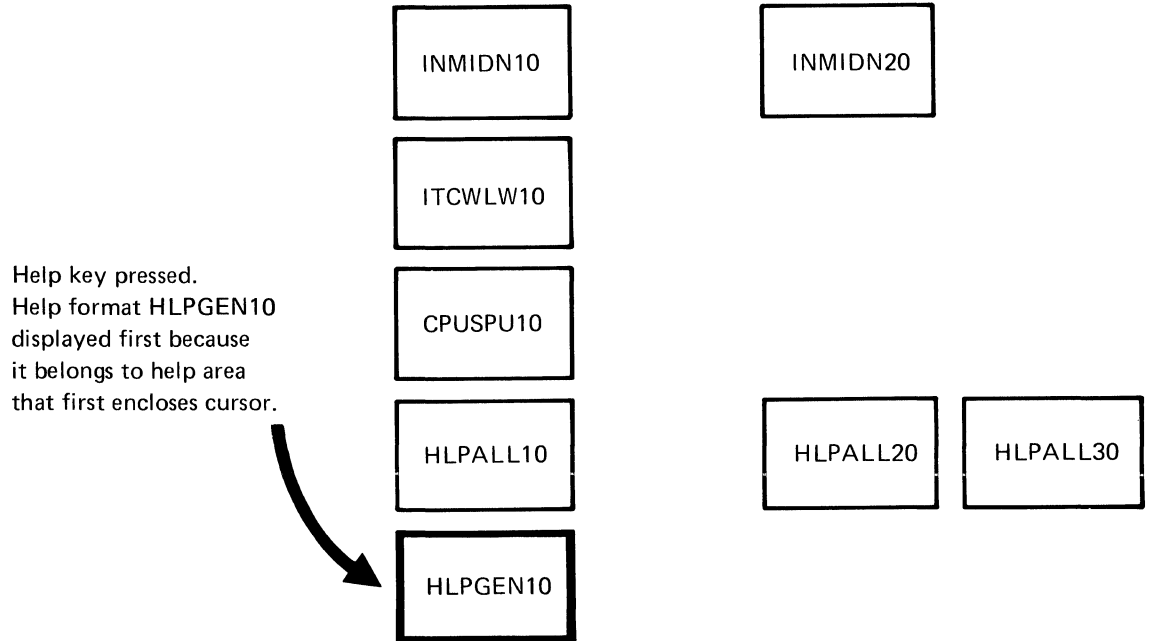 INMIDN10 INMIDN20
ITCWLW10
Help key pressed.
Help format HLPGEN10
displayed first because
it belongs to help area
that first encloses cursor.
CPUSPU10
HLPALL10 HLPALL20 HLPALL30
HLPGEN10